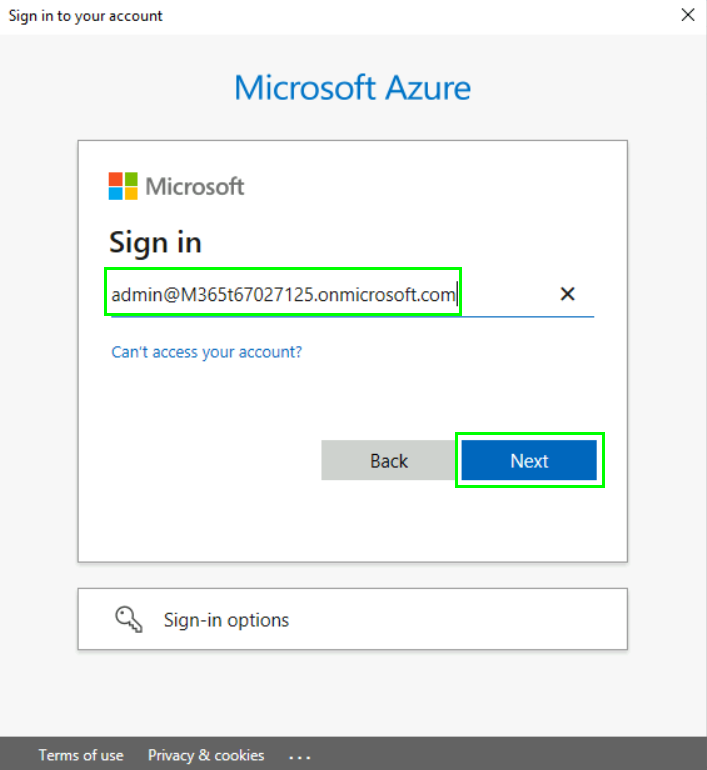 Sign in to your account
Microsoft Azure
Microsoft
Sign in
admin@M365t67027125.onmicrosoft.com
Can't access your account?
Back Next
Sign-in options
Terms of use Privacy & cookies ...